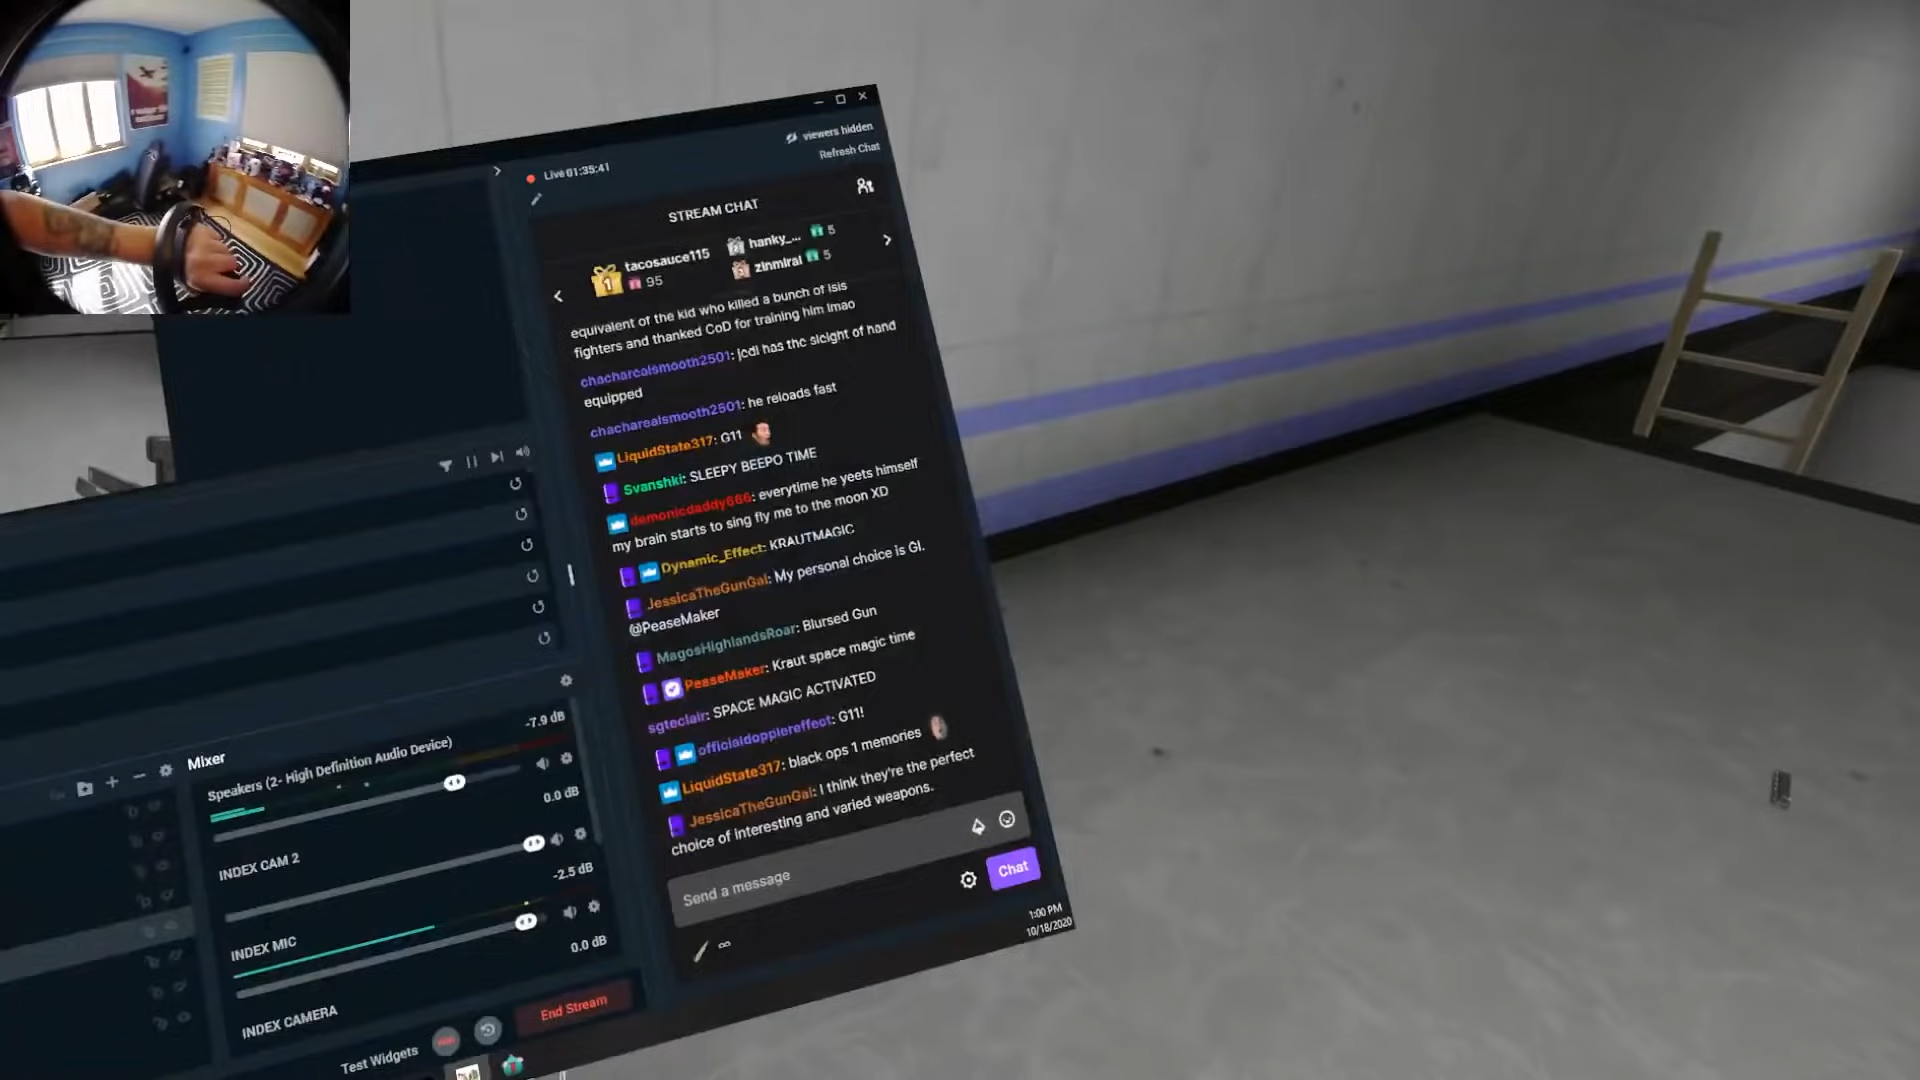 viewers hidden
Live 01:35:41
Refresh Chat
STREAM CHAT
tacosauce115
95
hanky_...
5
zinmiral
5
equivalent of the kid who killed a bunch of isis
fighters and thanked CoD for training him lmao
chacharealsmooth2501: jedi has the sleight of hand
equipped
chacharealsmooth2501: he reloads fast
LiquidState317: G11
Svanshki: SLEEPY BEEPO TIME
demonicdaddy666: everytime he yeets himself
my brain starts to sing fly me to the moon XD
Dynamic_Effect: KRAUTMAGIC
JessicaTheGunGal: My personal choice is GI.
@PeaseMaker
MagosHighlandsRoar: Blursed Gun
PeaseMaker: Kraut space magic time
sgteclair: SPACE MAGIC ACTIVATED
officialdopplereffect: G11!
LiquidState317: black ops 1 memories
JessicaTheGunGal: I think they're the perfect
choice of interesting and varied weapons.
Send a message
Chat
1:00 PM
10/18/2020
Mixer
-7.9 dB
Speakers (2- High Definition Audio Device)
0.0 dB
INDEX CAM 2
-2.5 dB
INDEX MIC
0.0 dB
INDEX CAMERA
Test Widgets
End Stream